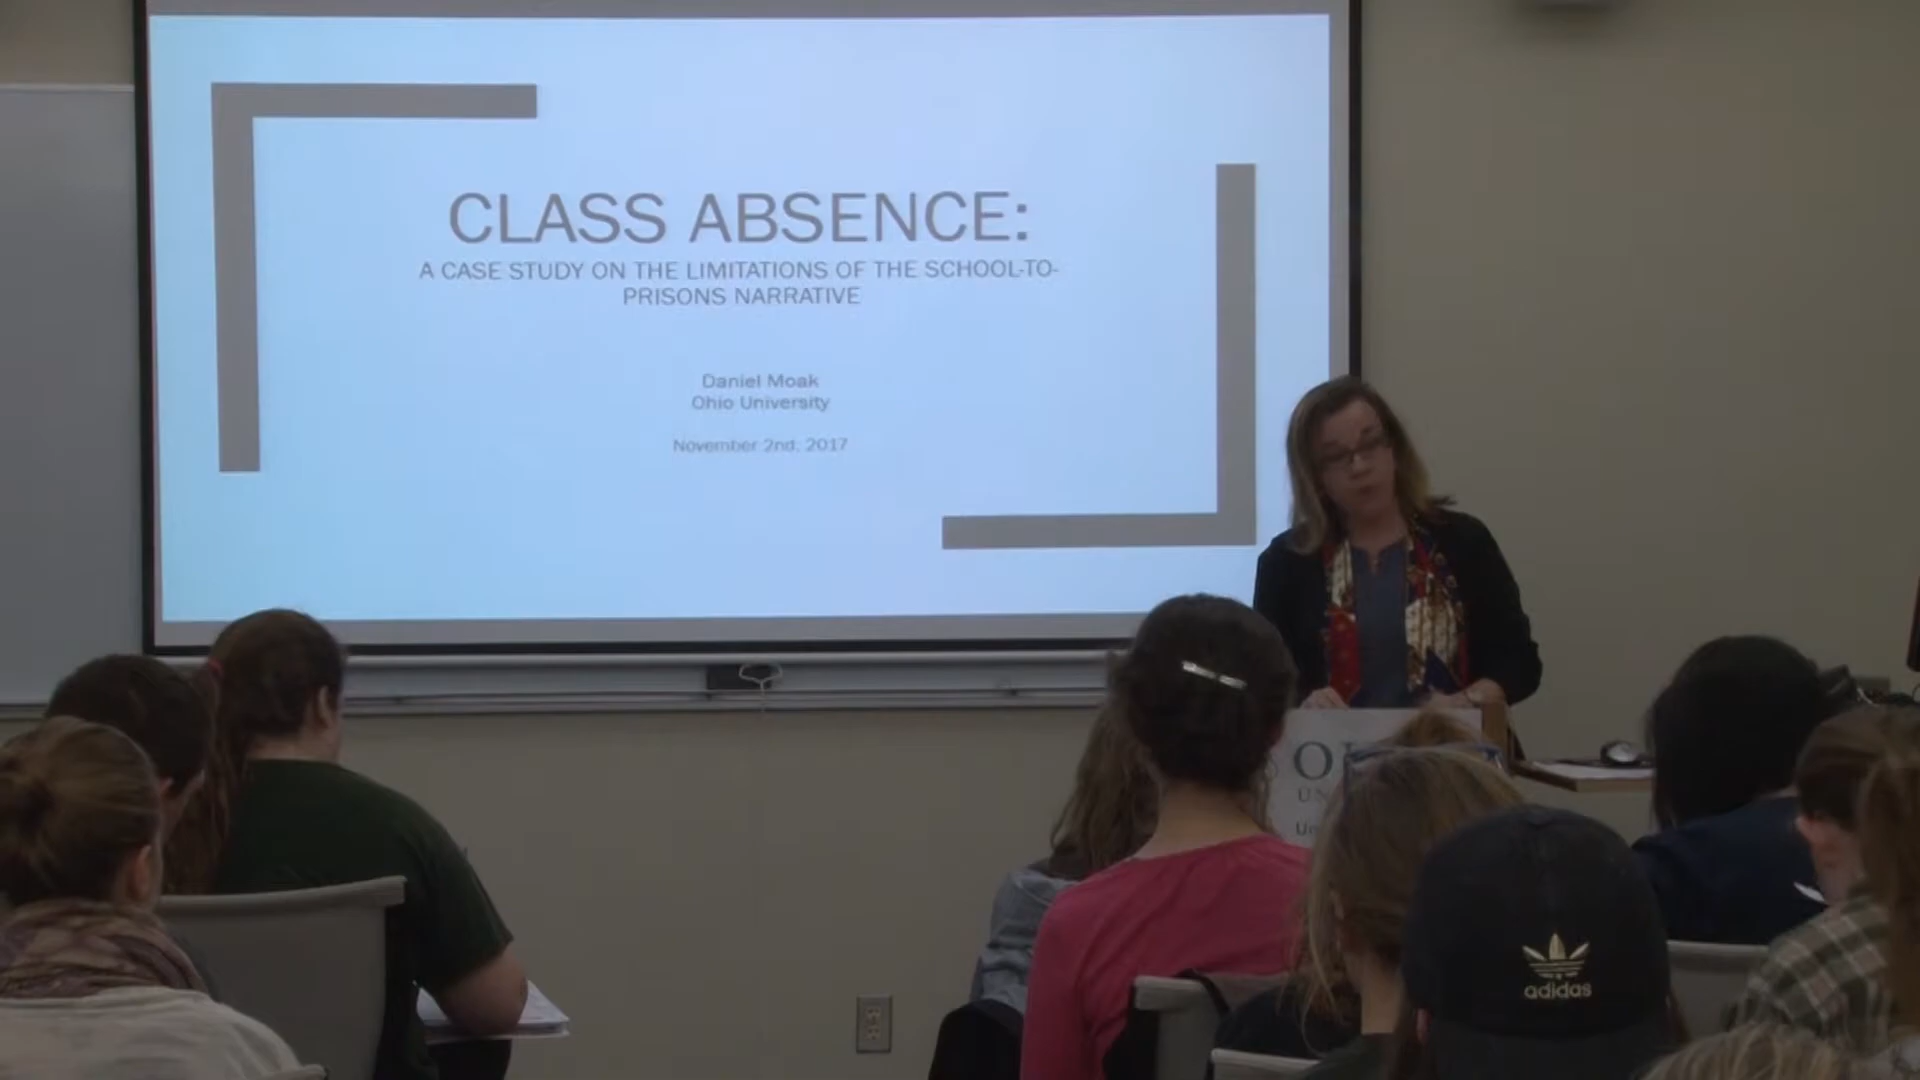 CLASS ABSENCE:
A CASE STUDY ON THE LIMITATIONS OF THE SCHOOL-TO-
PRISONS NARRATIVE
Daniel Moak
Ohio University
November 2nd, 2017
adidas